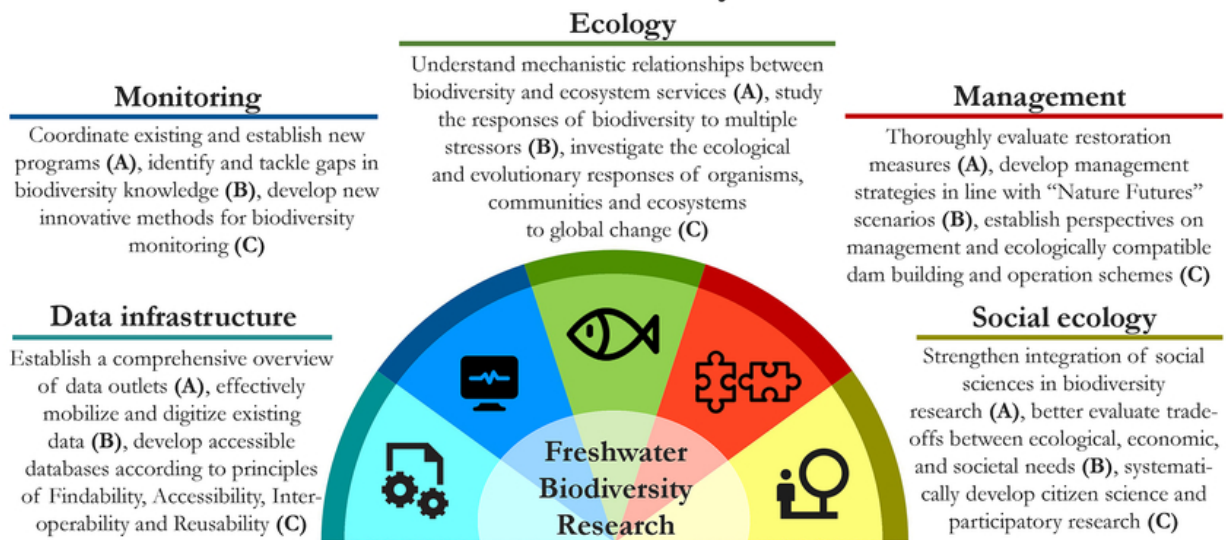 Ecology
Understand mechanistic relationships between
biodiversity and ecosystem services (A), study
the responses of biodiversity to multiple
stressors (B), investigate the ecological
and evolutionary responses of organisms,
communities and ecosystems
to global change (C)
Monitoring
Coordinate existing and establish new
programs (A), identify and tackle gaps in
biodiversity knowledge (B), develop new
innovative methods for biodiversity
monitoring (C)
Management
Thoroughly evaluate restoration
measures (A), develop management
strategies in line with “Nature Futures”
scenarios (B), establish perspectives on
management and ecologically compatible
dam building and operation schemes (C)
Data infrastructure
Establish a comprehensive overview
of data outlets (A), effectively
mobilize and digitize existing
data (B), develop accessible
databases according to principles
of Findability, Accessibility, Inter-
operability and Reusability (C)
Social ecology
Strengthen integration of social
sciences in biodiversity
research (A), better evaluate trade-
offs between ecological, economic,
and societal needs (B), systemati-
cally develop citizen science and
participatory research (C)
Freshwater
Biodiversity
Research